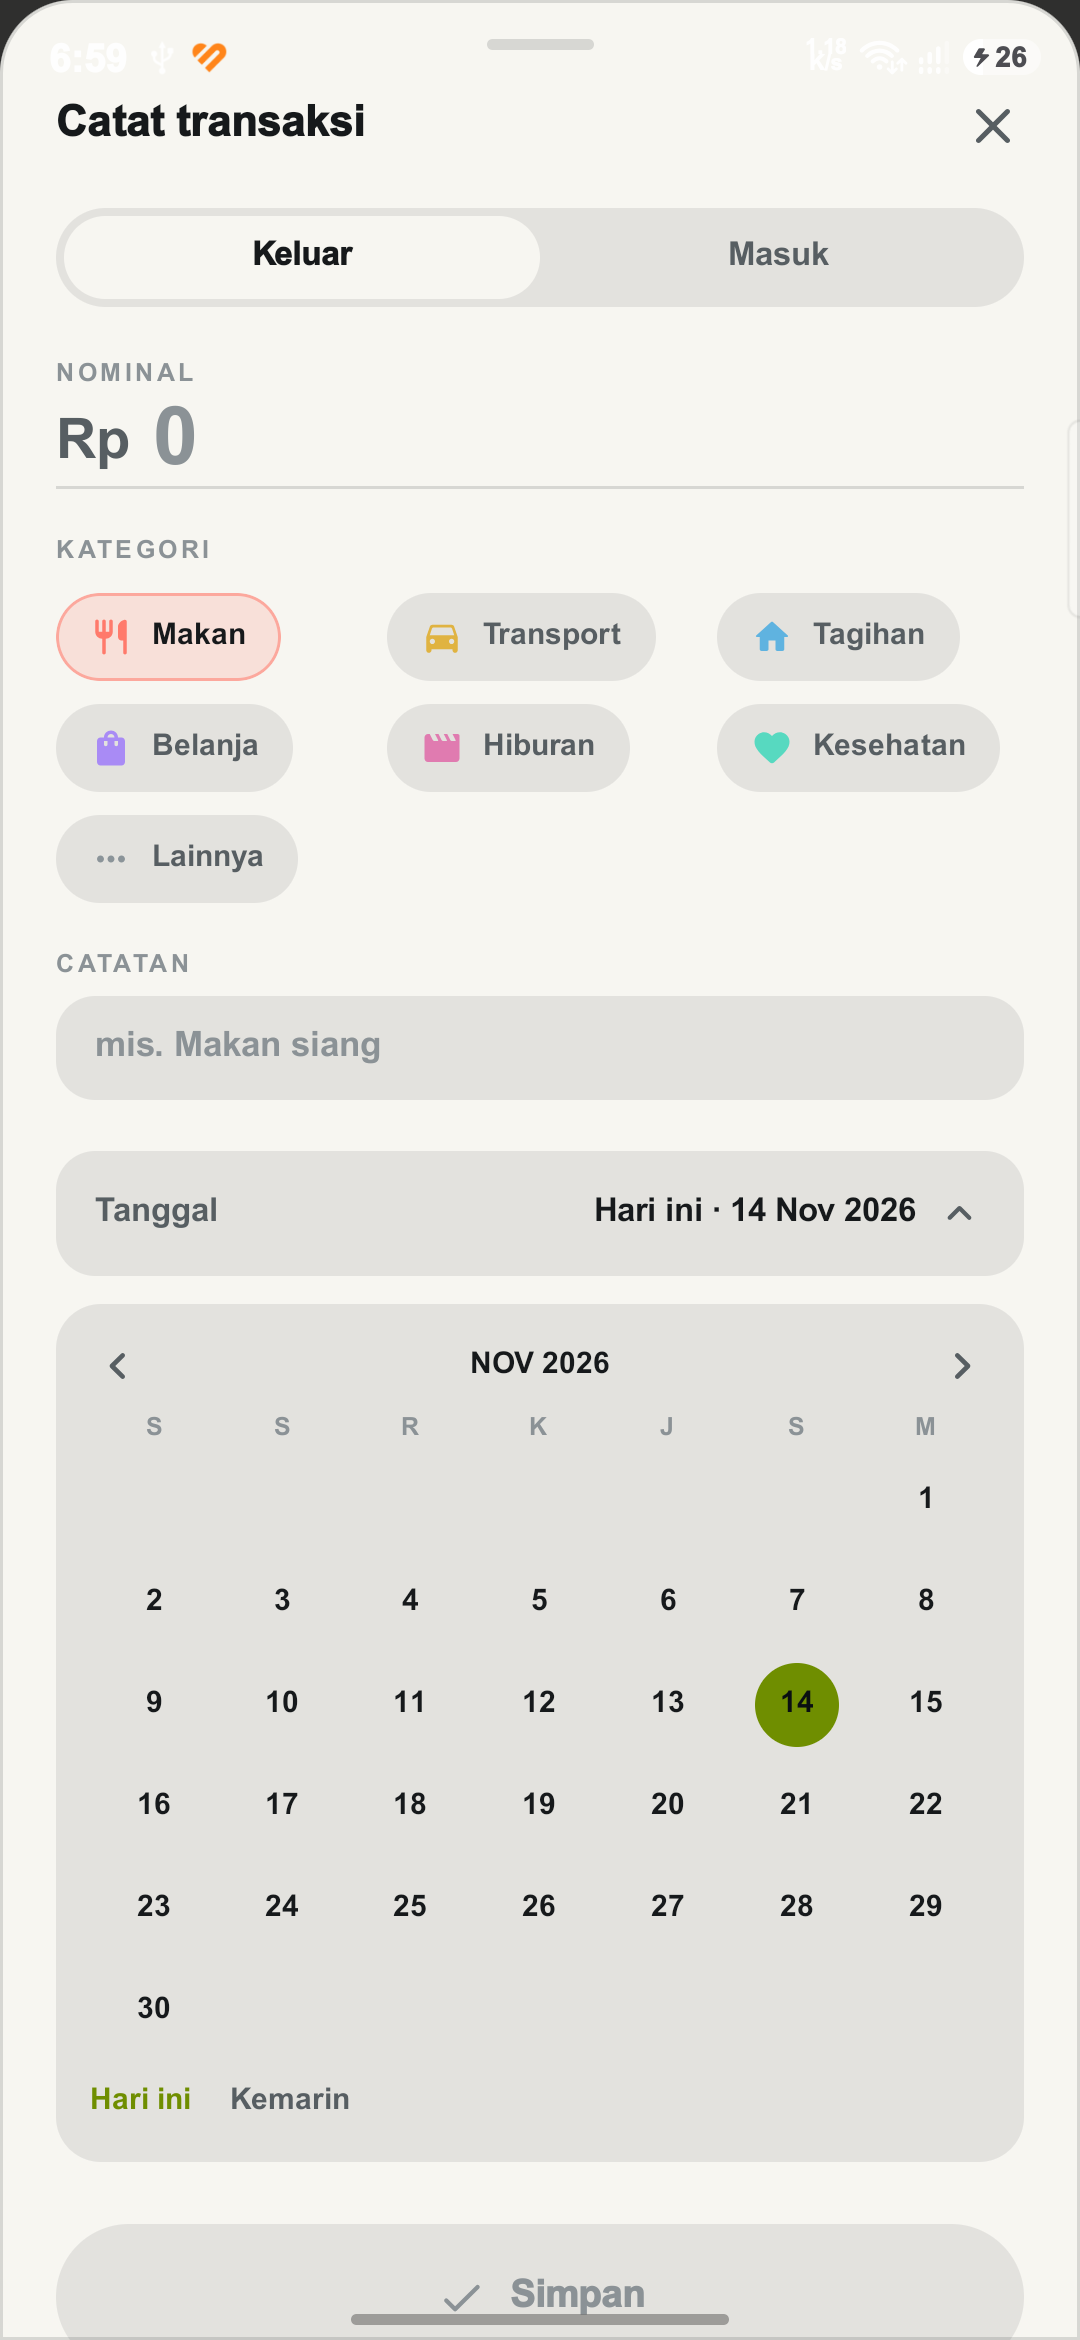 6:59
1.18
k/s
26
Catat transaksi
Keluar
Masuk
NOMINAL
Rp 0
KATEGORI
Makan
Transport
Tagihan
Belanja
Hiburan
Kesehatan
Lainnya
CATATAN
mis. Makan siang
Tanggal
Hari ini · 14 Nov 2026
NOV 2026
S S R K J S M
1
2 3 4 5 6 7 8
9 10 11 12 13 14 15
16 17 18 19 20 21 22
23 24 25 26 27 28 29
30
Hari ini Kemarin
Simpan